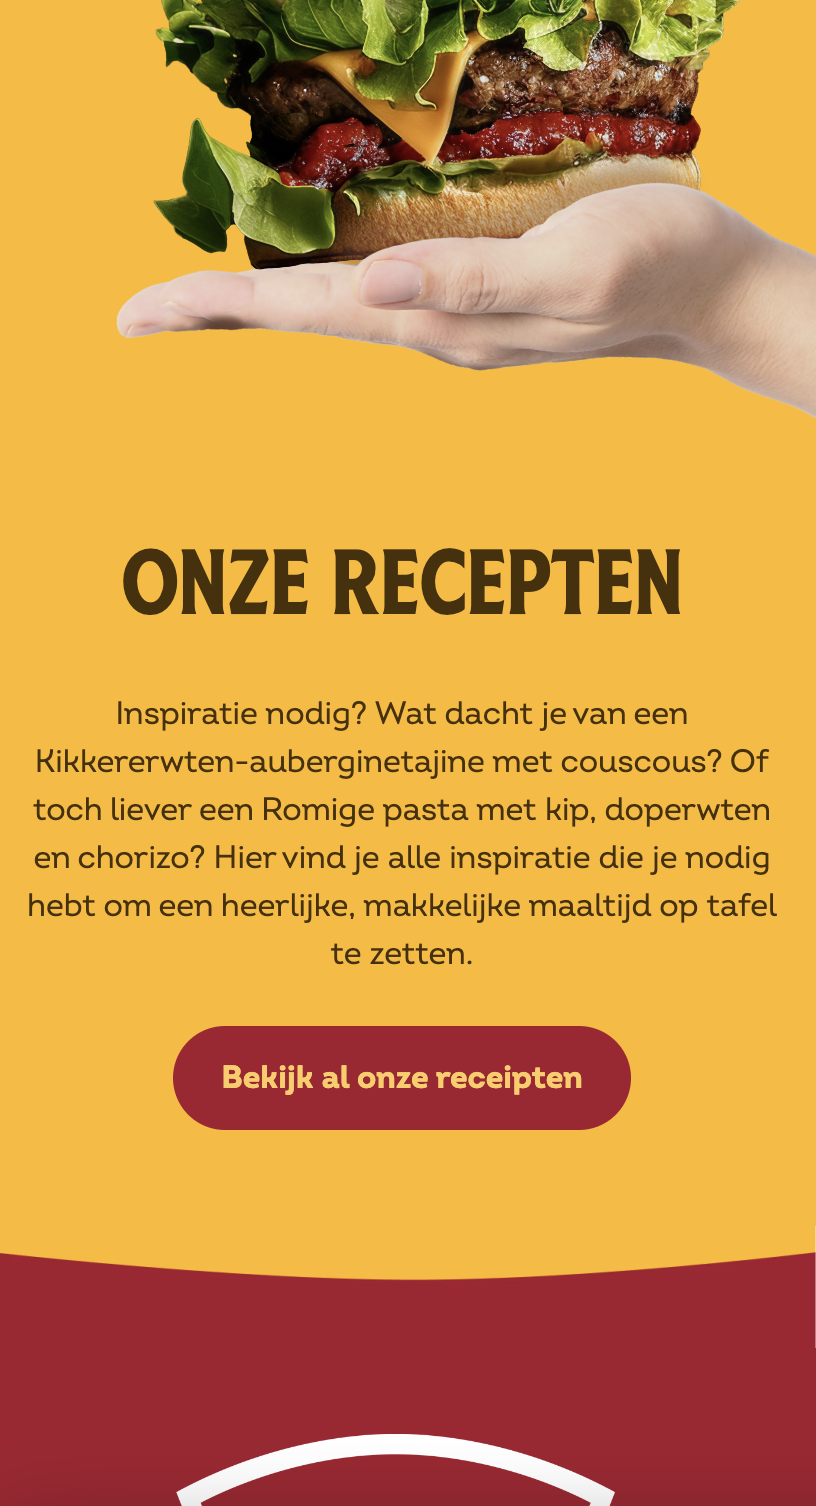 ONZE RECEPTEN
Inspiratie nodig? Wat dacht je van een
Kikkererwten-auberginetajine met couscous? Of
toch liever een Romige pasta met kip, doperwten
en chorizo? Hier vind je alle inspiratie die je nodig
hebt om een heerlijke, makkelijke maaltijd op tafel
te zetten.
Bekijk al onze receipten